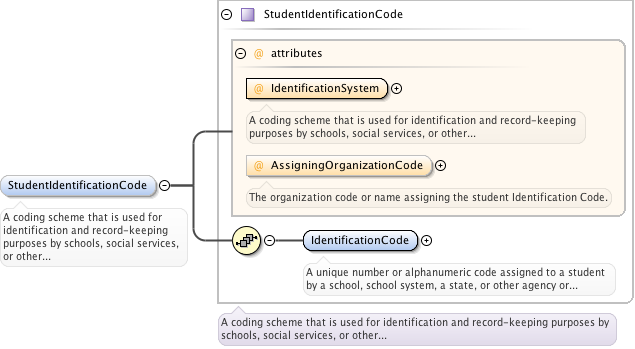 StudentIdentificationCode
@ attributes
@ IdentificationSystem
A coding scheme that is used for identification and record-keeping
purposes by schools, social services, or other...
@ AssigningOrganizationCode
The organization code or name assigning the student Identification Code.
StudentIdentificationCode
A coding scheme that is used for
identification and record-keeping
purposes by schools, social services,
or other...
IdentificationCode
A unique number or alphanumeric code assigned to a student
by a school, school system, a state, or other agency or...
A coding scheme that is used for identification and record-keeping purposes by
schools, social services, or other...